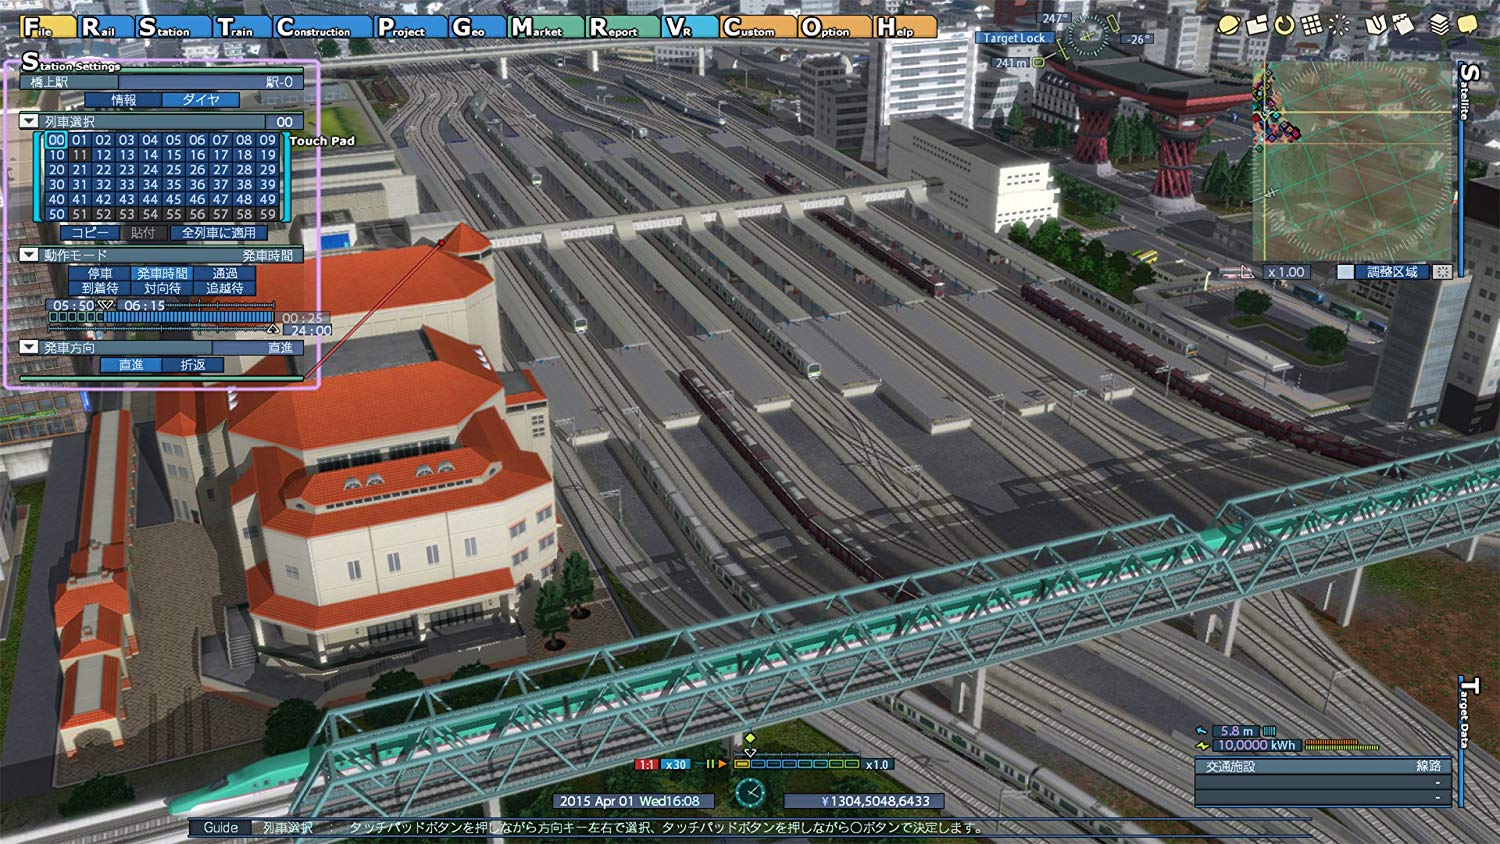 File Rail Station Train Construction Project Geo Market Report VR Custom Option Help
247°
-26°
Target Lock
241 m
Station Settings
橋上駅 駅-0
情報 ダイヤ
列車選択 00
00 01 02 03 04 05 06 07 08 09
10 11 12 13 14 15 16 17 18 19
20 21 22 23 24 25 26 27 28 29
30 31 32 33 34 35 36 37 38 39
40 41 42 43 44 45 46 47 48 49
50 51 52 53 54 55 56 57 58 59
Touch Pad
コピー 貼付 全列車に適用
動作モード 発車時間
停車 発車時間 通過
到着待 対向待 追越待
05:50 06:15
00:25
24:00
発車方向 直進
直進 折返
Satellite
x1.00 調整区域
Target Data
5.8 m
10,0000 kWh
交通施設 線路
-
-
1:1 x30 x1.0
2015 Apr 01 Wed16:08 ¥1304,5048,6433
Guide 列車選択 : タッチパッドボタンを押しながら方向キー左右で選択、タッチパッドボタンを押しながら○ボタンで決定します。